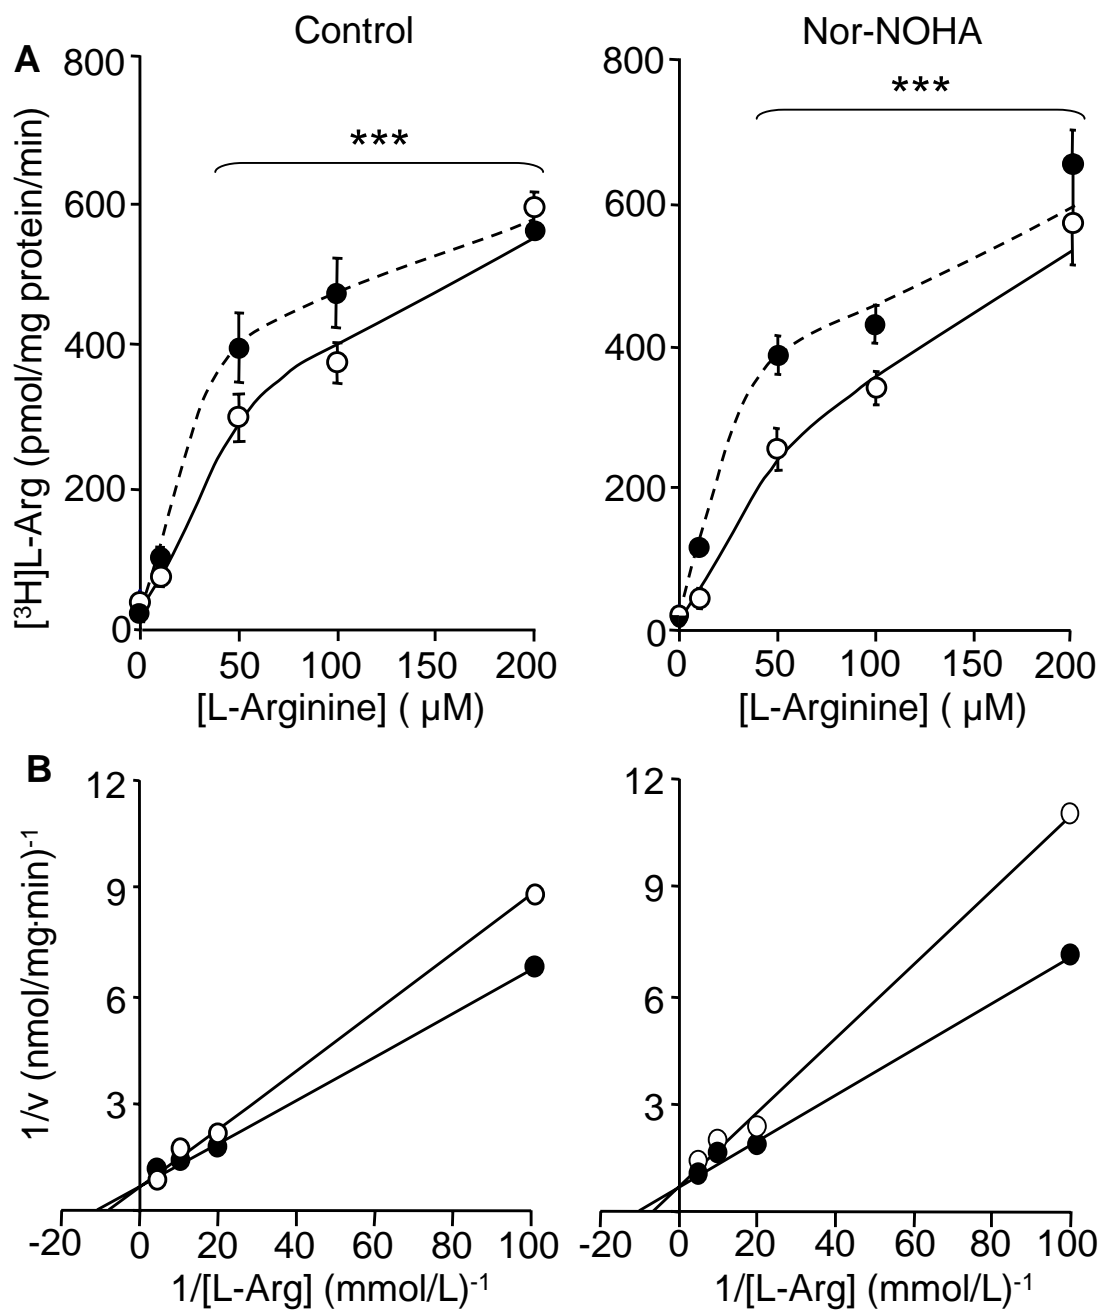 Control
Nor-NOHA
A
***
***
[³H]L-Arg (pmol/mg protein/min)
800
600
400
200
0
0 50 100 150 200
[L-Arginine] ( µM)
800
600
400
200
0
0 50 100 150 200
[L-Arginine] ( µM)
B
1/v (nmol/mg·min)⁻¹
12
9
6
3
-20 0 20 40 60 80 100
1/[L-Arg] (mmol/L)⁻¹
12
9
6
3
-20 0 20 40 60 80 100
1/[L-Arg] (mmol/L)⁻¹